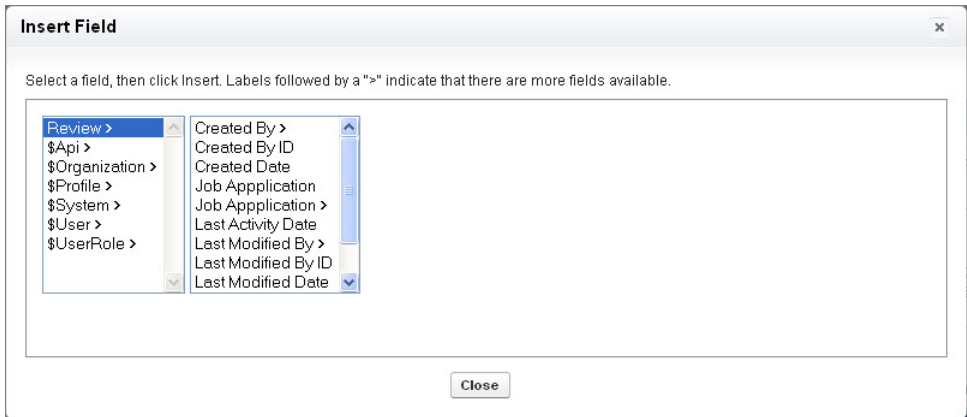 Insert Field
Select a field, then click Insert. Labels followed by a ">" indicate that there are more fields available.
Review >
$Api >
$Organization >
$Profile >
$System >
$User >
$UserRole >
Created By >
Created By ID
Created Date
Job Appplication
Job Appplication >
Last Activity Date
Last Modified By >
Last Modified By ID
Last Modified Date
Close